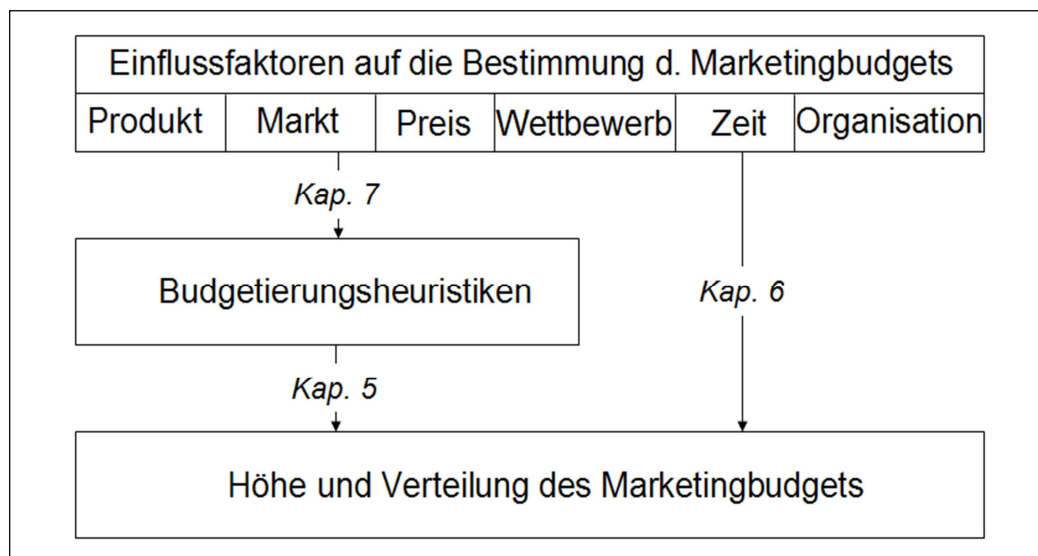 Einflussfaktoren auf die Bestimmung d. Marketingbudgets
Produkt Markt Preis Wettbewerb Zeit Organisation
Kap. 7
Budgetierungsheuristiken
Kap. 6
Kap. 5
Höhe und Verteilung des Marketingbudgets